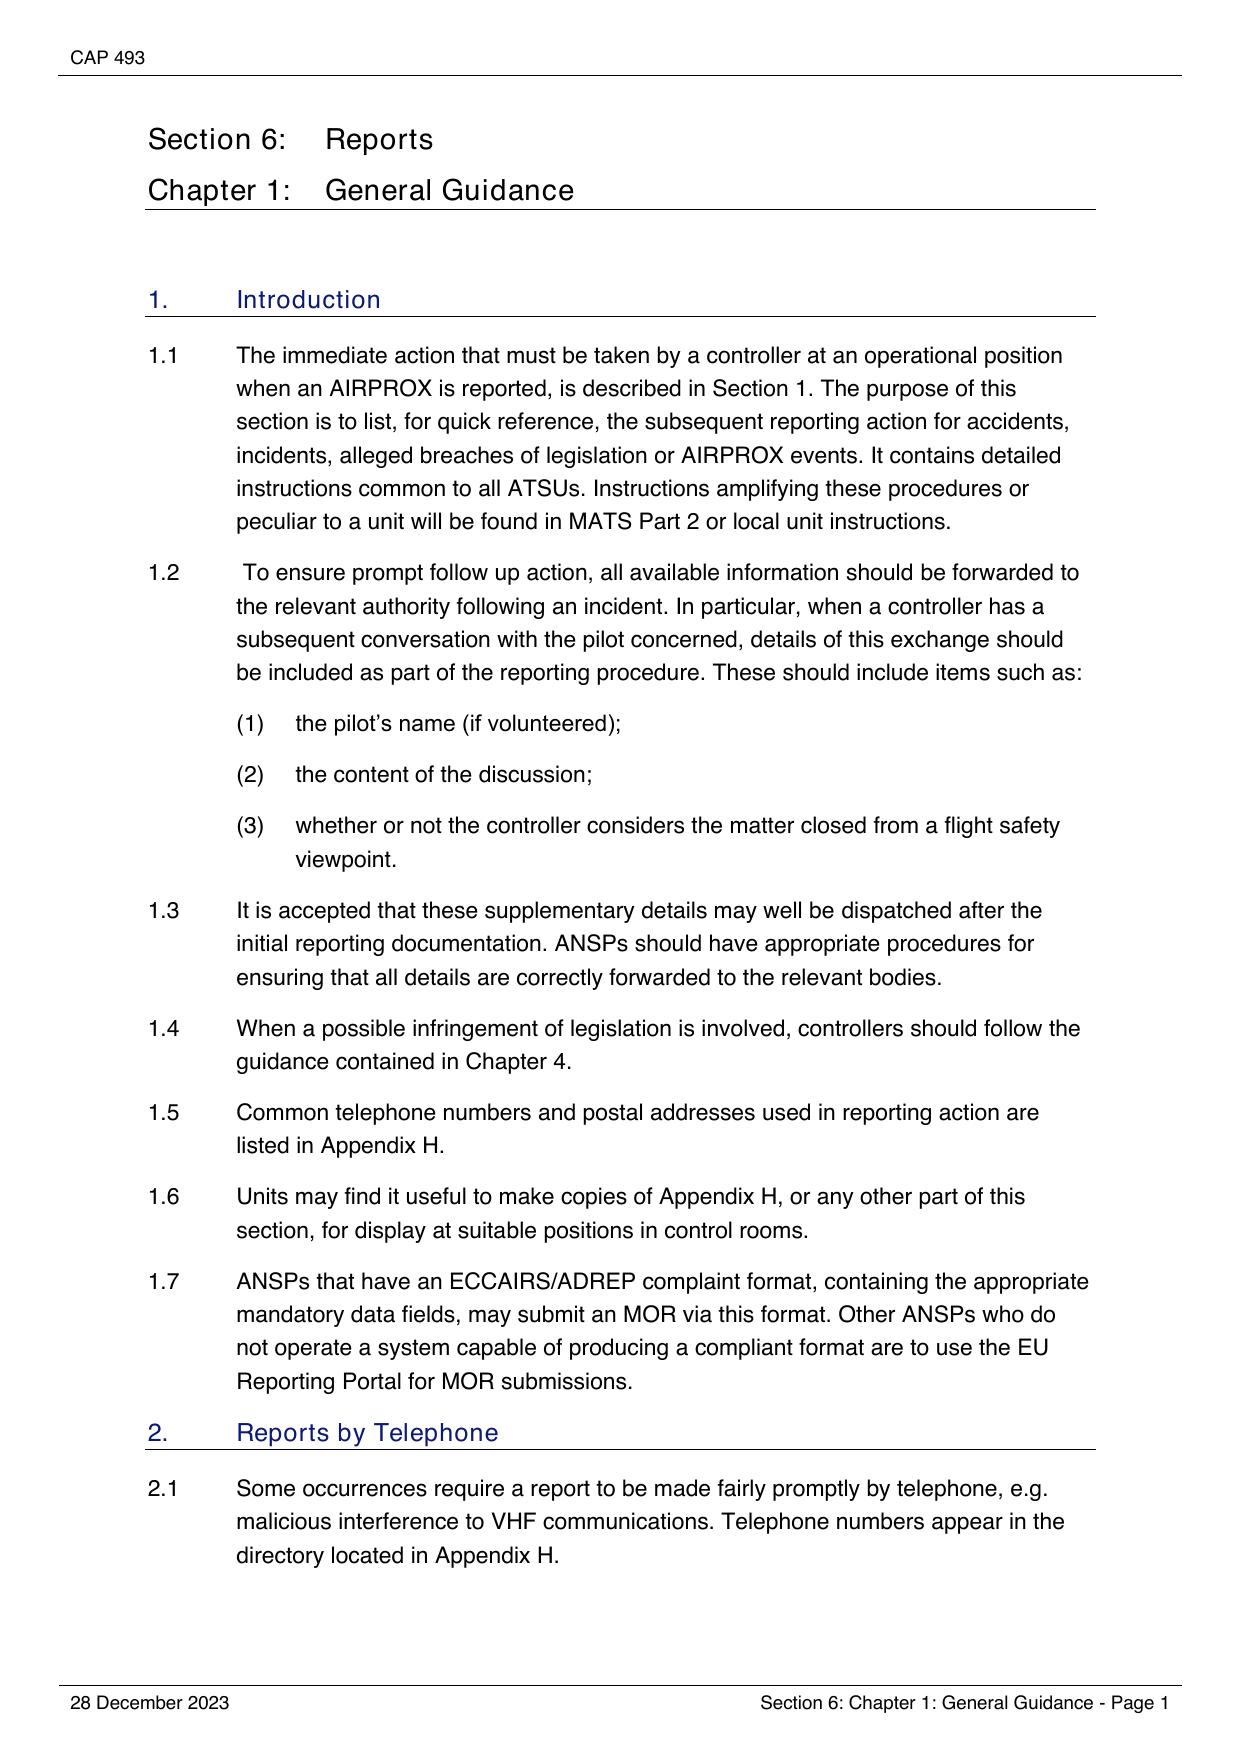 CAP 493
Section 6: Reports
Chapter 1: General Guidance
1. Introduction
1.1 The immediate action that must be taken by a controller at an operational position
when an AIRPROX is reported, is described in Section 1. The purpose of this
section is to list, for quick reference, the subsequent reporting action for accidents,
incidents, alleged breaches of legislation or AIRPROX events. It contains detailed
instructions common to all ATSUs. Instructions amplifying these procedures or
peculiar to a unit will be found in MATS Part 2 or local unit instructions.
1.2 To ensure prompt follow up action, all available information should be forwarded to
the relevant authority following an incident. In particular, when a controller has a
subsequent conversation with the pilot concerned, details of this exchange should
be included as part of the reporting procedure. These should include items such as:
(1) the pilot’s name (if volunteered);
(2) the content of the discussion;
(3) whether or not the controller considers the matter closed from a flight safety
viewpoint.
1.3 It is accepted that these supplementary details may well be dispatched after the
initial reporting documentation. ANSPs should have appropriate procedures for
ensuring that all details are correctly forwarded to the relevant bodies.
1.4 When a possible infringement of legislation is involved, controllers should follow the
guidance contained in Chapter 4.
1.5 Common telephone numbers and postal addresses used in reporting action are
listed in Appendix H.
1.6 Units may find it useful to make copies of Appendix H, or any other part of this
section, for display at suitable positions in control rooms.
1.7 ANSPs that have an ECCAIRS/ADREP complaint format, containing the appropriate
mandatory data fields, may submit an MOR via this format. Other ANSPs who do
not operate a system capable of producing a compliant format are to use the EU
Reporting Portal for MOR submissions.
2. Reports by Telephone
2.1 Some occurrences require a report to be made fairly promptly by telephone, e.g.
malicious interference to VHF communications. Telephone numbers appear in the
directory located in Appendix H.
28 December 2023 Section 6: Chapter 1: General Guidance - Page 1